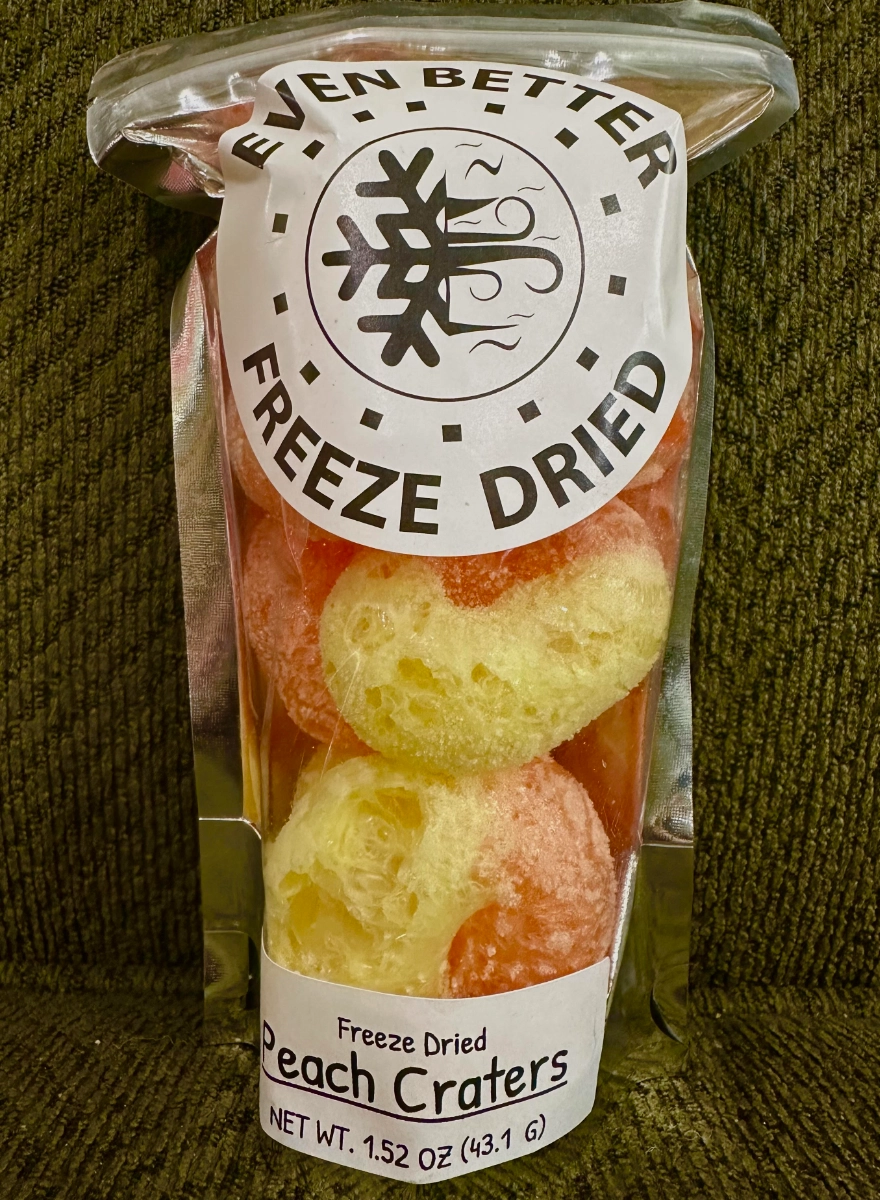 EVEN BETTER
FREEZE DRIED
Freeze Dried
Peach Craters
NET WT. 1.52 OZ (43.1 G)